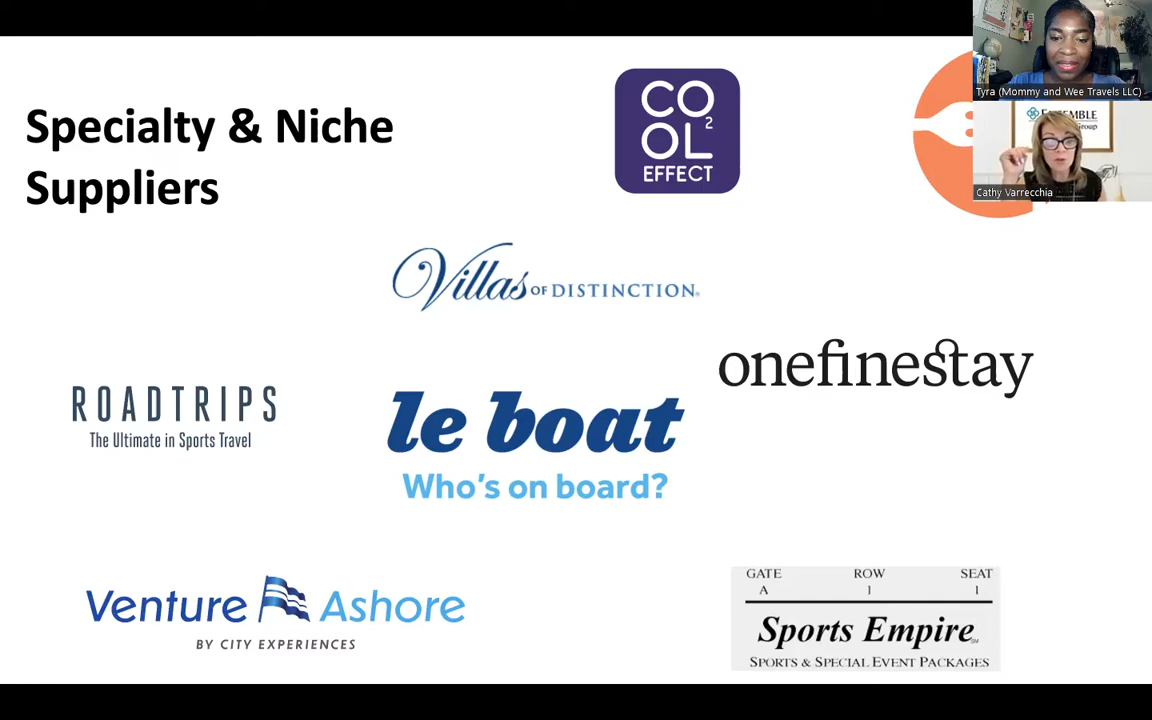 Specialty & Niche
Suppliers
CO2
OL
EFFECT
Tyra (Mommy and Wee Travels LLC)
Cathy Varrecchia
Villas OF DISTINCTION
onefinestay
ROADTRIPS
The Ultimate in Sports Travel
le boat
Who's on board?
Venture Ashore
BY CITY EXPERIENCES
GATE ROW SEAT
A 1 1
Sports Empire
SPORTS & SPECIAL EVENT PACKAGES